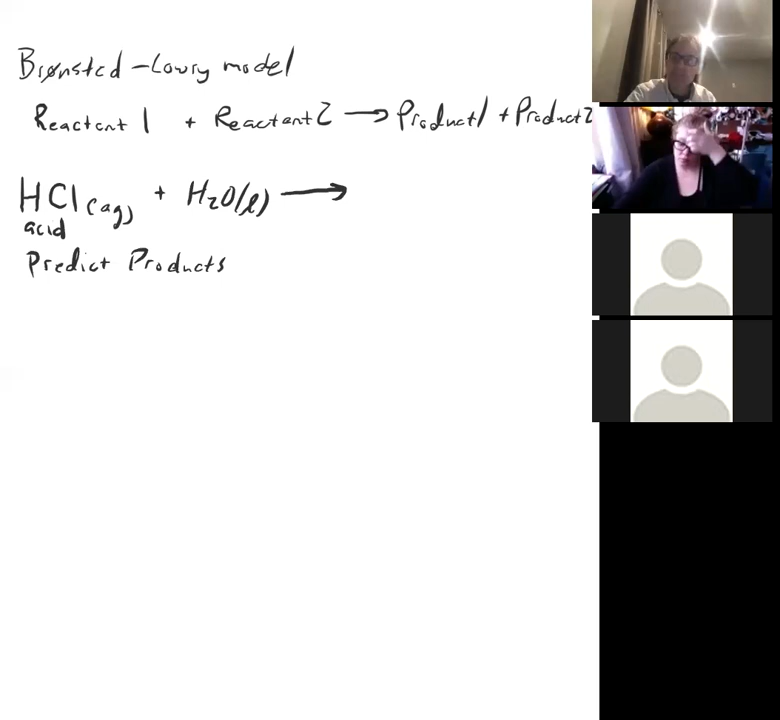 Brønsted-Lowry model
Reactant 1 + Reactant 2 → Product 1 + Product 2
HCl(aq) + H2O(l) →
acid
Predict Products